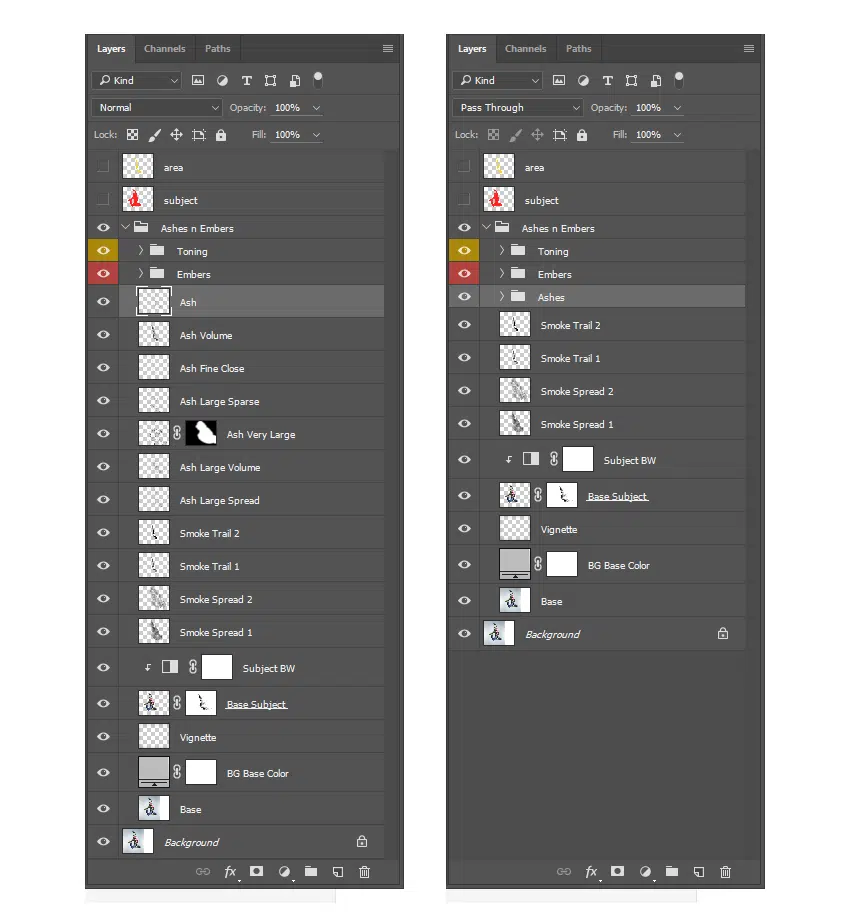 Layers Channels Paths
Kind
Normal Opacity: 100%
Lock: Fill: 100%
area
subject
Ashes n Embers
Toning
Embers
Ash
Ash Volume
Ash Fine Close
Ash Large Sparse
Ash Very Large
Ash Large Volume
Ash Large Spread
Smoke Trail 2
Smoke Trail 1
Smoke Spread 2
Smoke Spread 1
Subject BW
Base Subject
Vignette
BG Base Color
Base
Background
fx
Layers Channels Paths
Kind
Pass Through Opacity: 100%
Lock: Fill: 100%
area
subject
Ashes n Embers
Toning
Embers
Ashes
Smoke Trail 2
Smoke Trail 1
Smoke Spread 2
Smoke Spread 1
Subject BW
Base Subject
Vignette
BG Base Color
Base
Background
fx